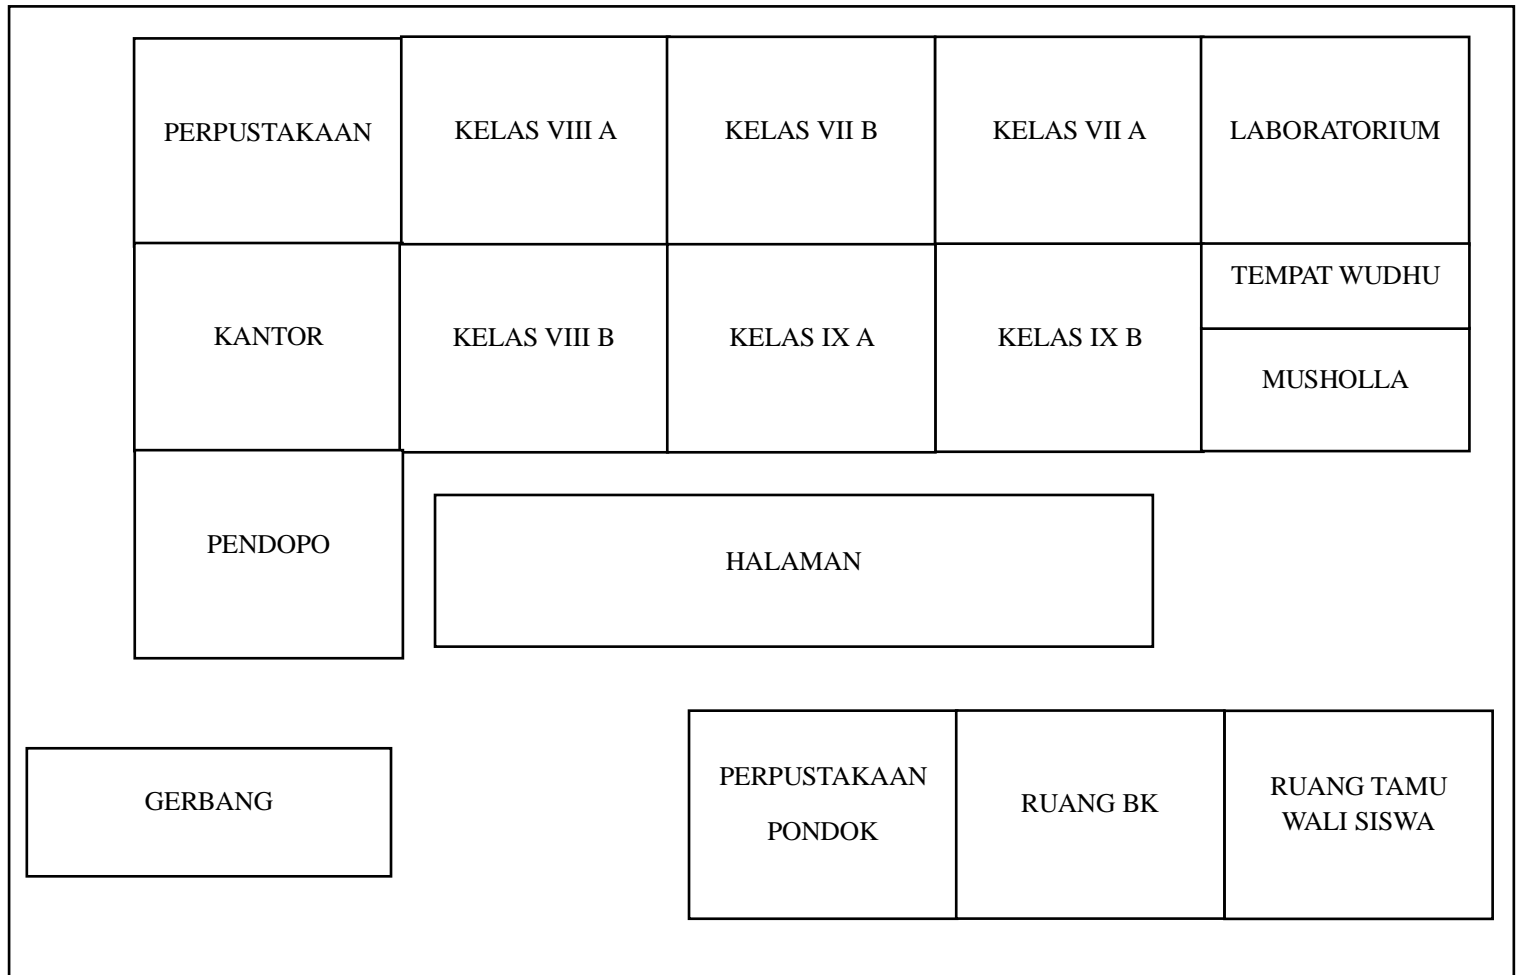 PERPUSTAKAAN
KELAS VIII A
KELAS VII B
KELAS VII A
LABORATORIUM
KANTOR
KELAS VIII B
KELAS IX A
KELAS IX B
TEMPAT WUDHU
MUSHOLLA
PENDOPO
HALAMAN
GERBANG
PERPUSTAKAAN
PONDOK
RUANG BK
RUANG TAMU
WALI SISWA